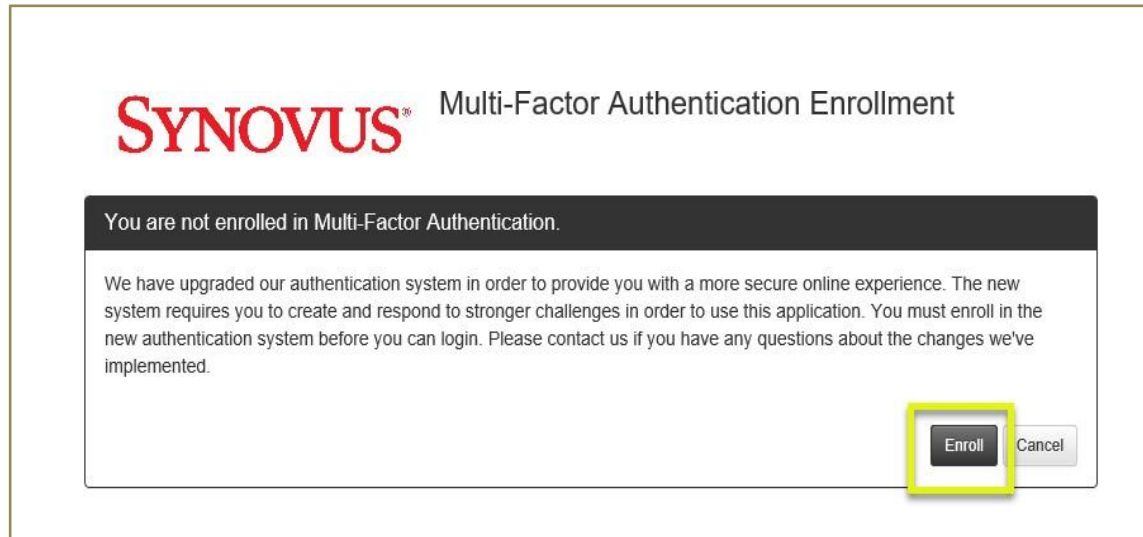 SYNOVUS®
Multi-Factor Authentication Enrollment
You are not enrolled in Multi-Factor Authentication.
We have upgraded our authentication system in order to provide you with a more secure online experience. The new
system requires you to create and respond to stronger challenges in order to use this application. You must enroll in the
new authentication system before you can login. Please contact us if you have any questions about the changes we've
implemented.
Enroll
Cancel